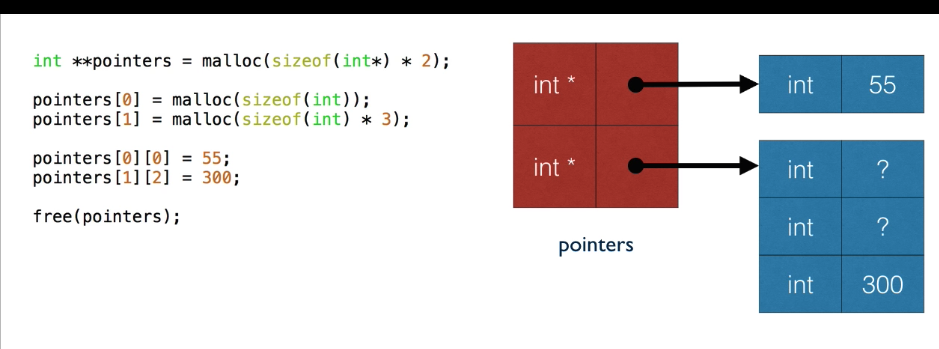 int **pointers = malloc(sizeof(int*) * 2);
pointers[0] = malloc(sizeof(int));
pointers[1] = malloc(sizeof(int) * 3);
pointers[0][0] = 55;
pointers[1][2] = 300;
free(pointers);
int *
int *
pointers
int 55
int ?
int ?
int 300